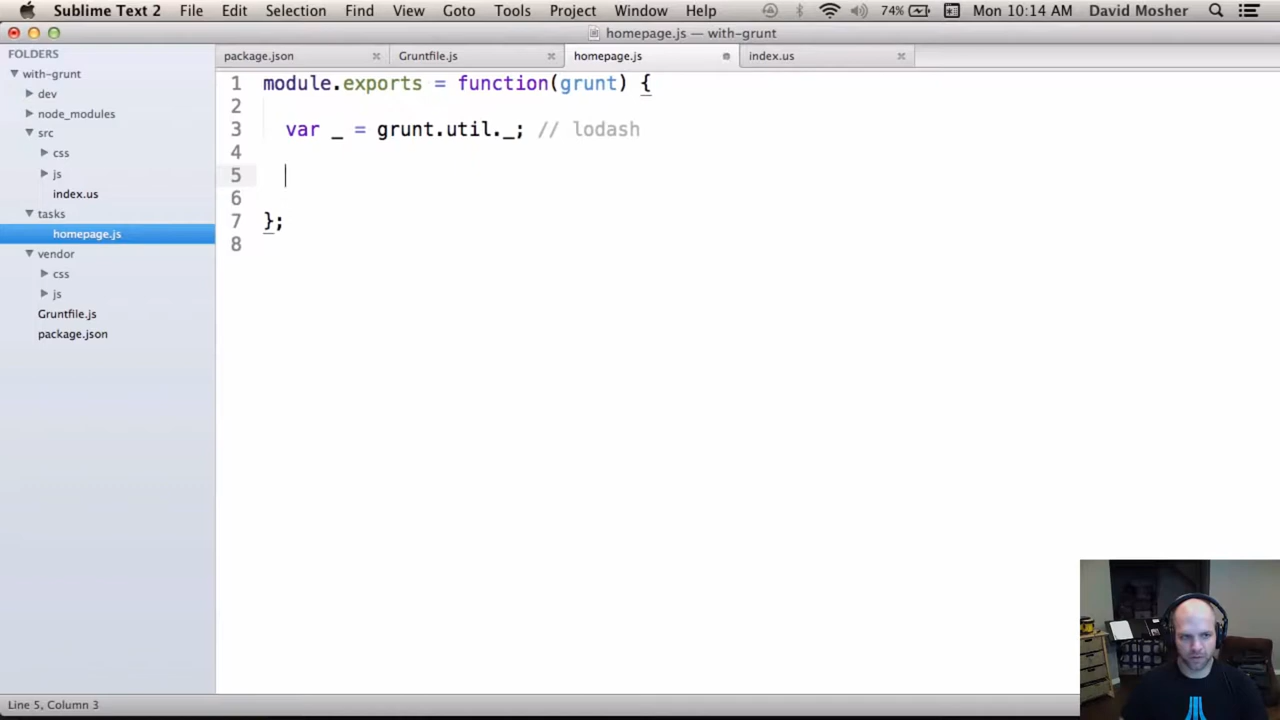 Sublime Text 2 File Edit Selection Find View Goto Tools Project Window Help 74% Mon 10:14 AM David Mosher
homepage.js — with-grunt
FOLDERS
with-grunt
dev
node_modules
src
css
js
index.us
tasks
homepage.js
vendor
css
js
Gruntfile.js
package.json
package.json Gruntfile.js homepage.js index.us
1 module.exports = function(grunt) {
2
3 var _ = grunt.util._; // lodash
4
5
6
7 };
8
Line 5, Column 3